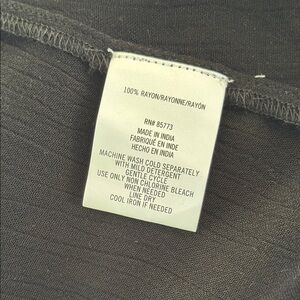 100% RAYON/RAYONNE/RAYÓN
RN# 85773
MADE IN INDIA
FABRIQUÉ EN INDE
HECHO EN INDIA
MACHINE WASH COLD SEPARATELY
WITH MILD DETERGENT
GENTLE CYCLE
USE ONLY NON CHLORINE BLEACH
WHEN NEEDED
LINE DRY
COOL IRON IF NEEDED